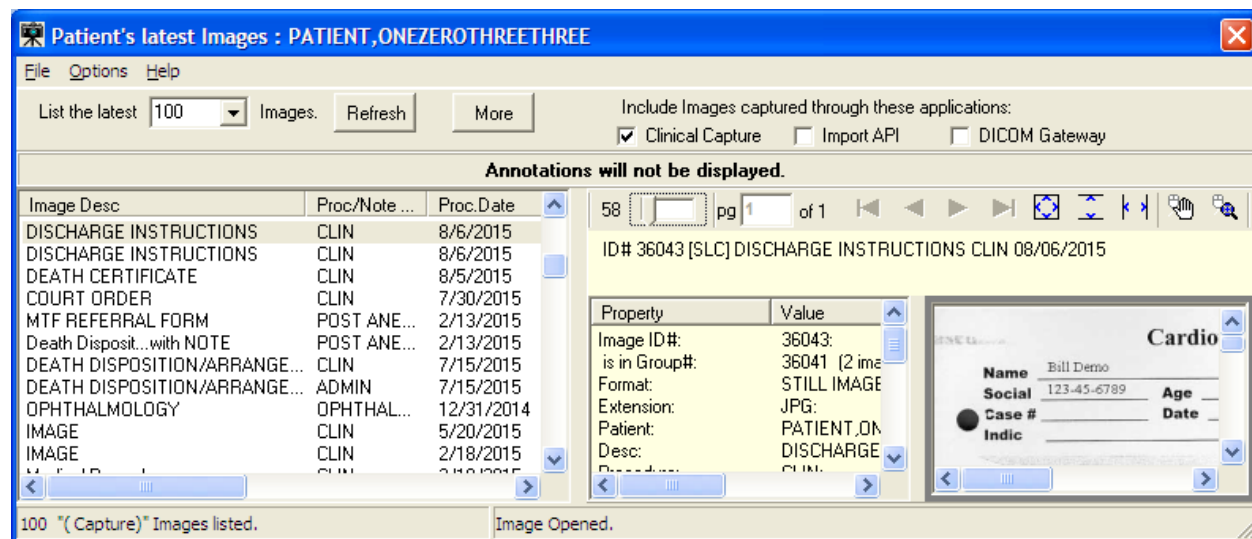 Patient's latest Images : PATIENT,ONEZEROTHREETHREE
File Options Help
List the latest 100 Images. Refresh More
Include Images captured through these applications:
Clinical Capture Import API DICOM Gateway
Annotations will not be displayed.
Image Desc Proc/Note ... Proc.Date
DISCHARGE INSTRUCTIONS CLIN 8/6/2015
DISCHARGE INSTRUCTIONS CLIN 8/6/2015
DEATH CERTIFICATE CLIN 8/5/2015
COURT ORDER CLIN 7/30/2015
MTF REFERRAL FORM POST ANE... 2/13/2015
Death Disposit...with NOTE POST ANE... 2/13/2015
DEATH DISPOSITION/ARRANGE... CLIN 7/15/2015
DEATH DISPOSITION/ARRANGE... ADMIN 7/15/2015
OPHTHALMOLOGY OPHTHAL... 12/31/2014
IMAGE CLIN 5/20/2015
IMAGE CLIN 2/18/2015
58 pg 1 of 1
ID# 36043 [SLC] DISCHARGE INSTRUCTIONS CLIN 08/06/2015
Property Value
Image ID#: 36043:
is in Group#: 36041 (2 ima
Format: STILL IMAGE
Extension: JPG:
Patient: PATIENT,ON
Desc: DISCHARGE
Cardio
Name Bill Demo
Social 123-45-6789 Age
Case # Date
Indic
100 "( Capture)" Images listed.
Image Opened.